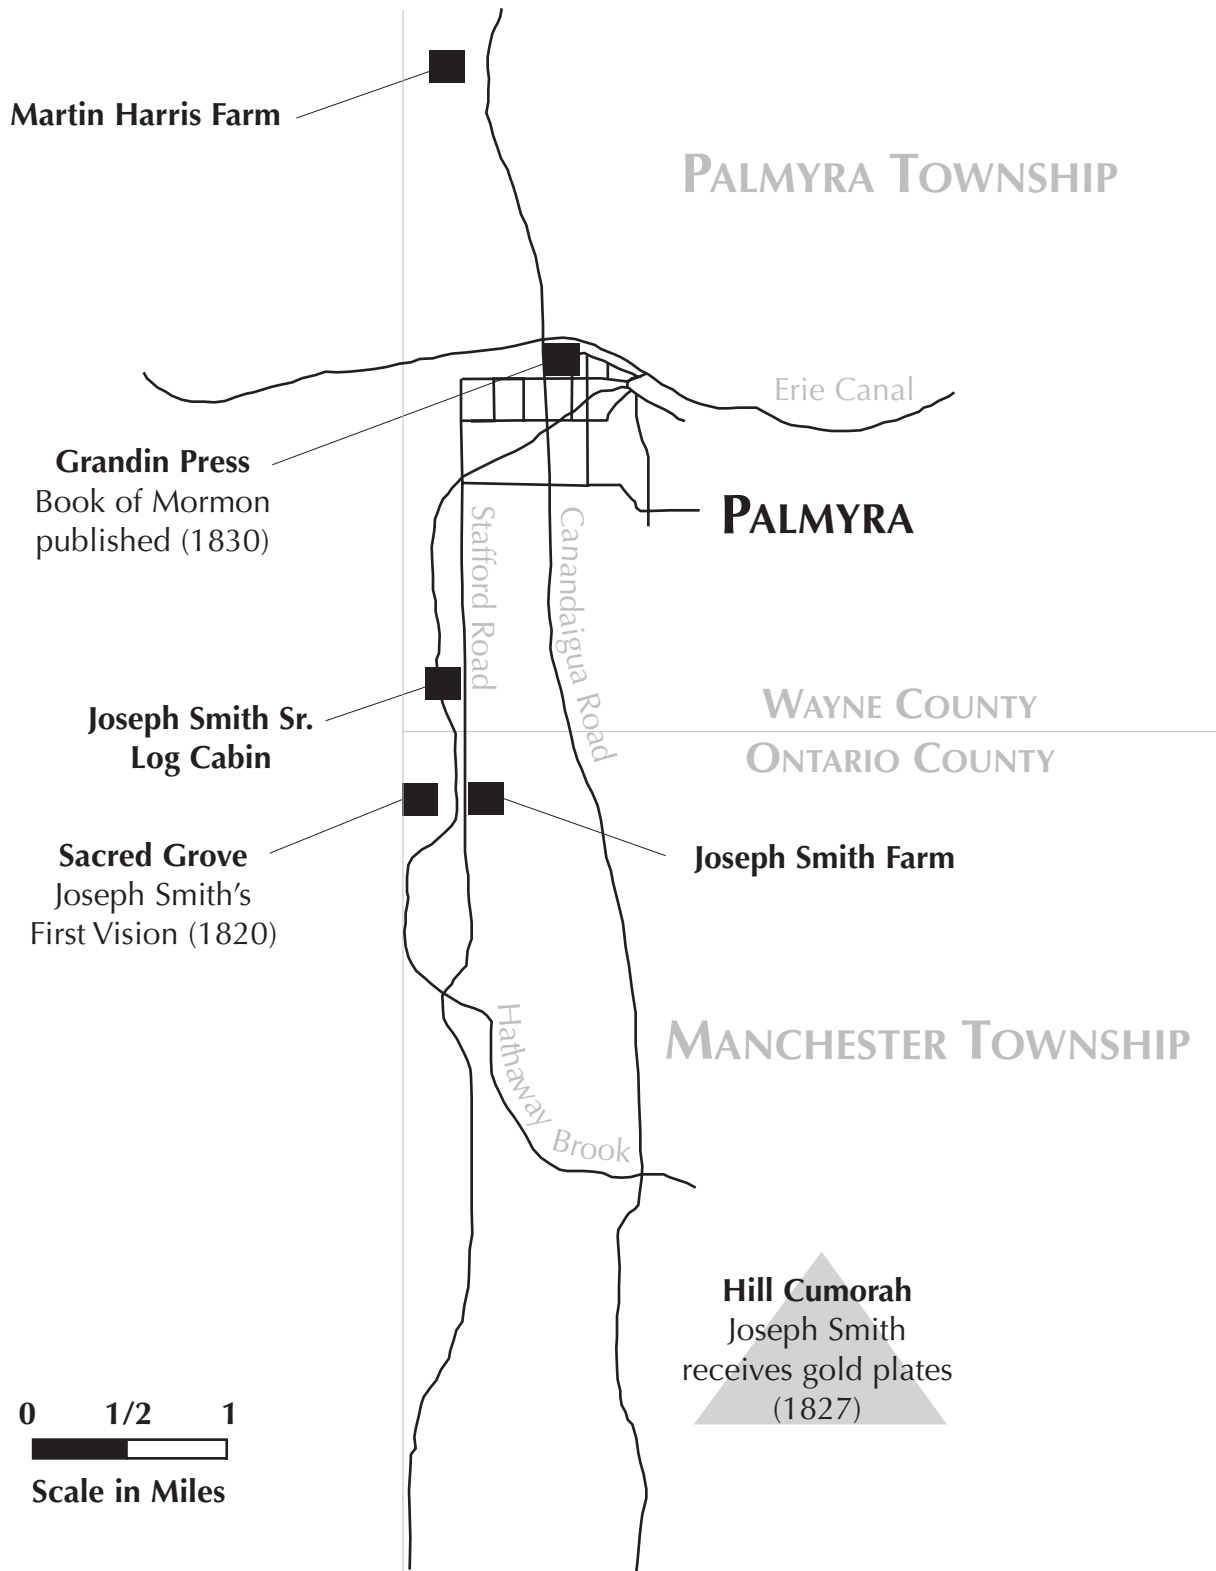 Martin Harris Farm
PALMYRA TOWNSHIP
Erie Canal
Grandin Press
Book of Mormon
published (1830)
PALMYRA
Stafford Road
Canandaigua Road
Joseph Smith Sr.
Log Cabin
WAYNE COUNTY
ONTARIO COUNTY
Sacred Grove
Joseph Smith’s
First Vision (1820)
Joseph Smith Farm
Hathaway Brook
MANCHESTER TOWNSHIP
Hill Cumorah
Joseph Smith
receives gold plates
(1827)
0 1/2 1
Scale in Miles